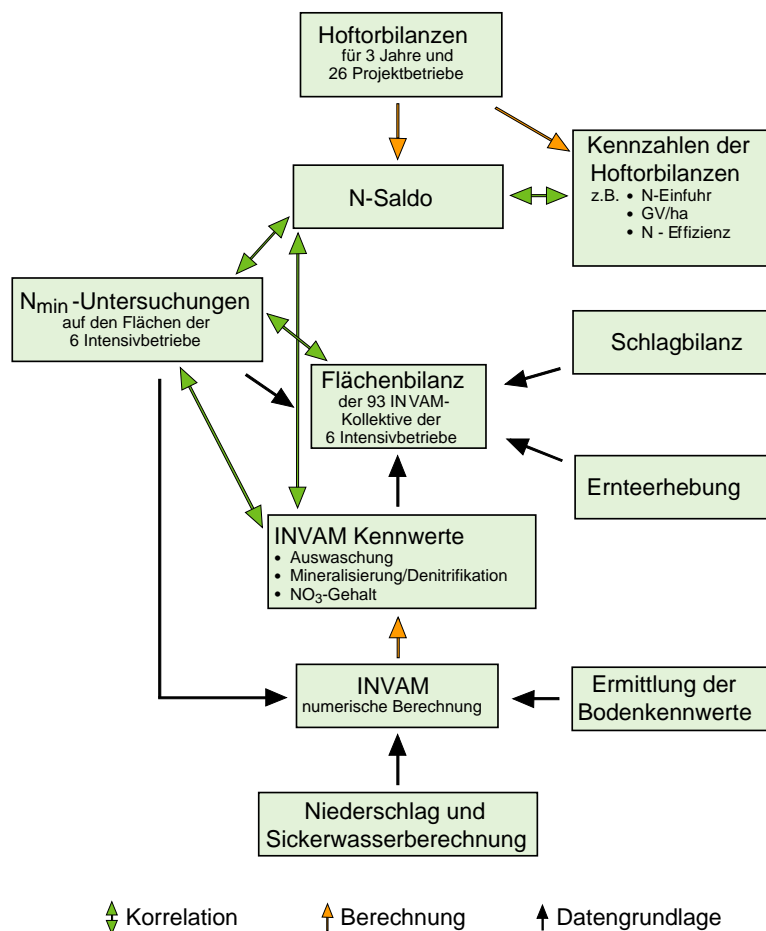 Hoftorbilanzen
für 3 Jahre und
26 Projektbetriebe
Kennzahlen der
Hoftorbilanzen
z.B. • N-Einfuhr
• GV/ha
• N - Effizienz
N-Saldo
Nmin -Untersuchungen
auf den Flächen der
6 Intensivbetriebe
Schlagbilanz
Flächenbilanz
der 93 INVAM-
Kollektive der
6 Intensivbetriebe
Ernteerhebung
INVAM Kennwerte
• Auswaschung
• Mineralisierung/Denitrifikation
• NO3-Gehalt
INVAM
numerische Berechnung
Ermittlung der
Bodenkennwerte
Niederschlag und
Sickerwasserberechnung
Korrelation Berechnung Datengrundlage